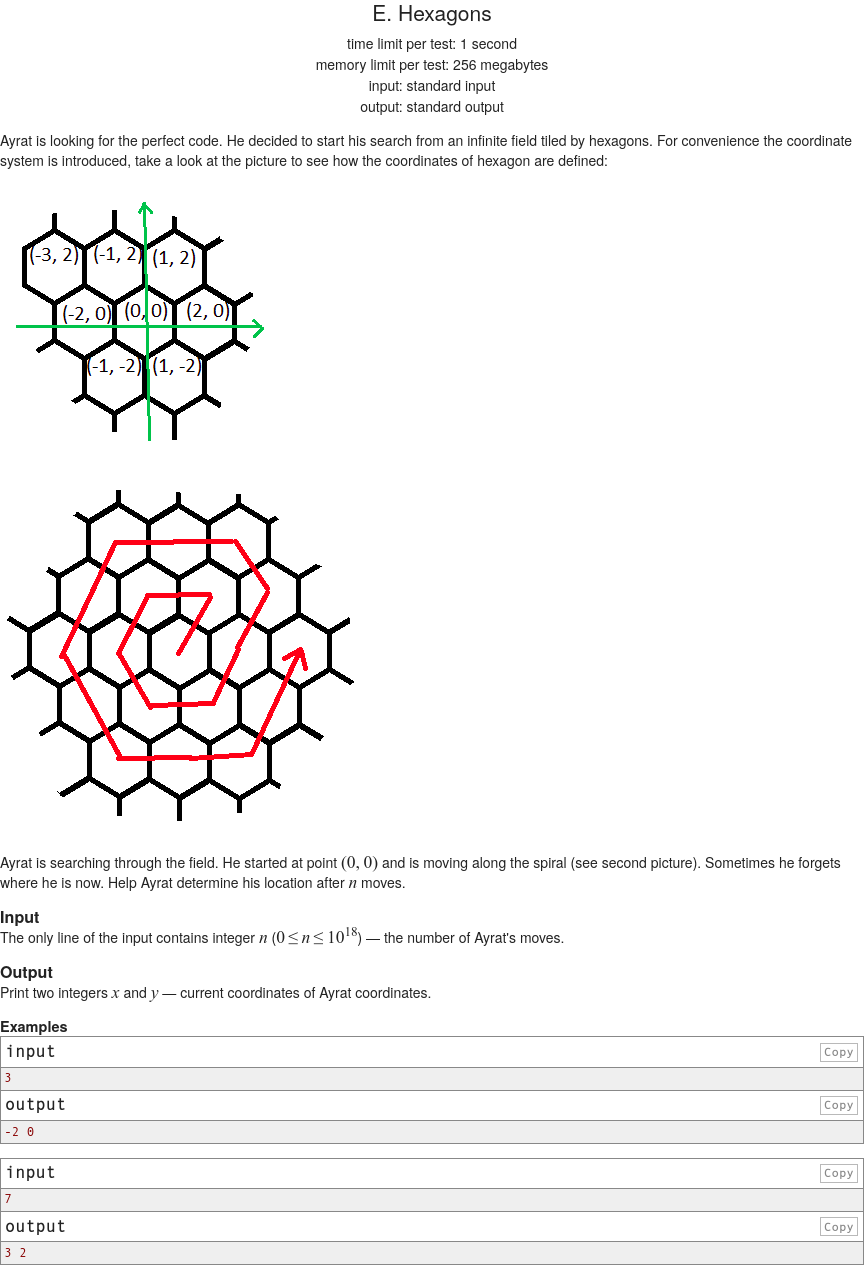 E. Hexagons
time limit per test: 1 second
memory limit per test: 256 megabytes
input: standard input
output: standard output
Ayrat is looking for the perfect code. He decided to start his search from an infinite field tiled by hexagons. For convenience the coordinate
system is introduced, take a look at the picture to see how the coordinates of hexagon are defined:
(-3, 2) (-1, 2) (1, 2)
(-2, 0) (0, 0) (2, 0)
(-1, -2) (1, -2)
Ayrat is searching through the field. He started at point (0, 0) and is moving along the spiral (see second picture). Sometimes he forgets
where he is now. Help Ayrat determine his location after n moves.
Input
The only line of the input contains integer n (0 ≤ n ≤ 10^18) — the number of Ayrat's moves.
Output
Print two integers x and y — current coordinates of Ayrat coordinates.
Examples
input Copy
3
output Copy
-2 0
input Copy
7
output Copy
3 2